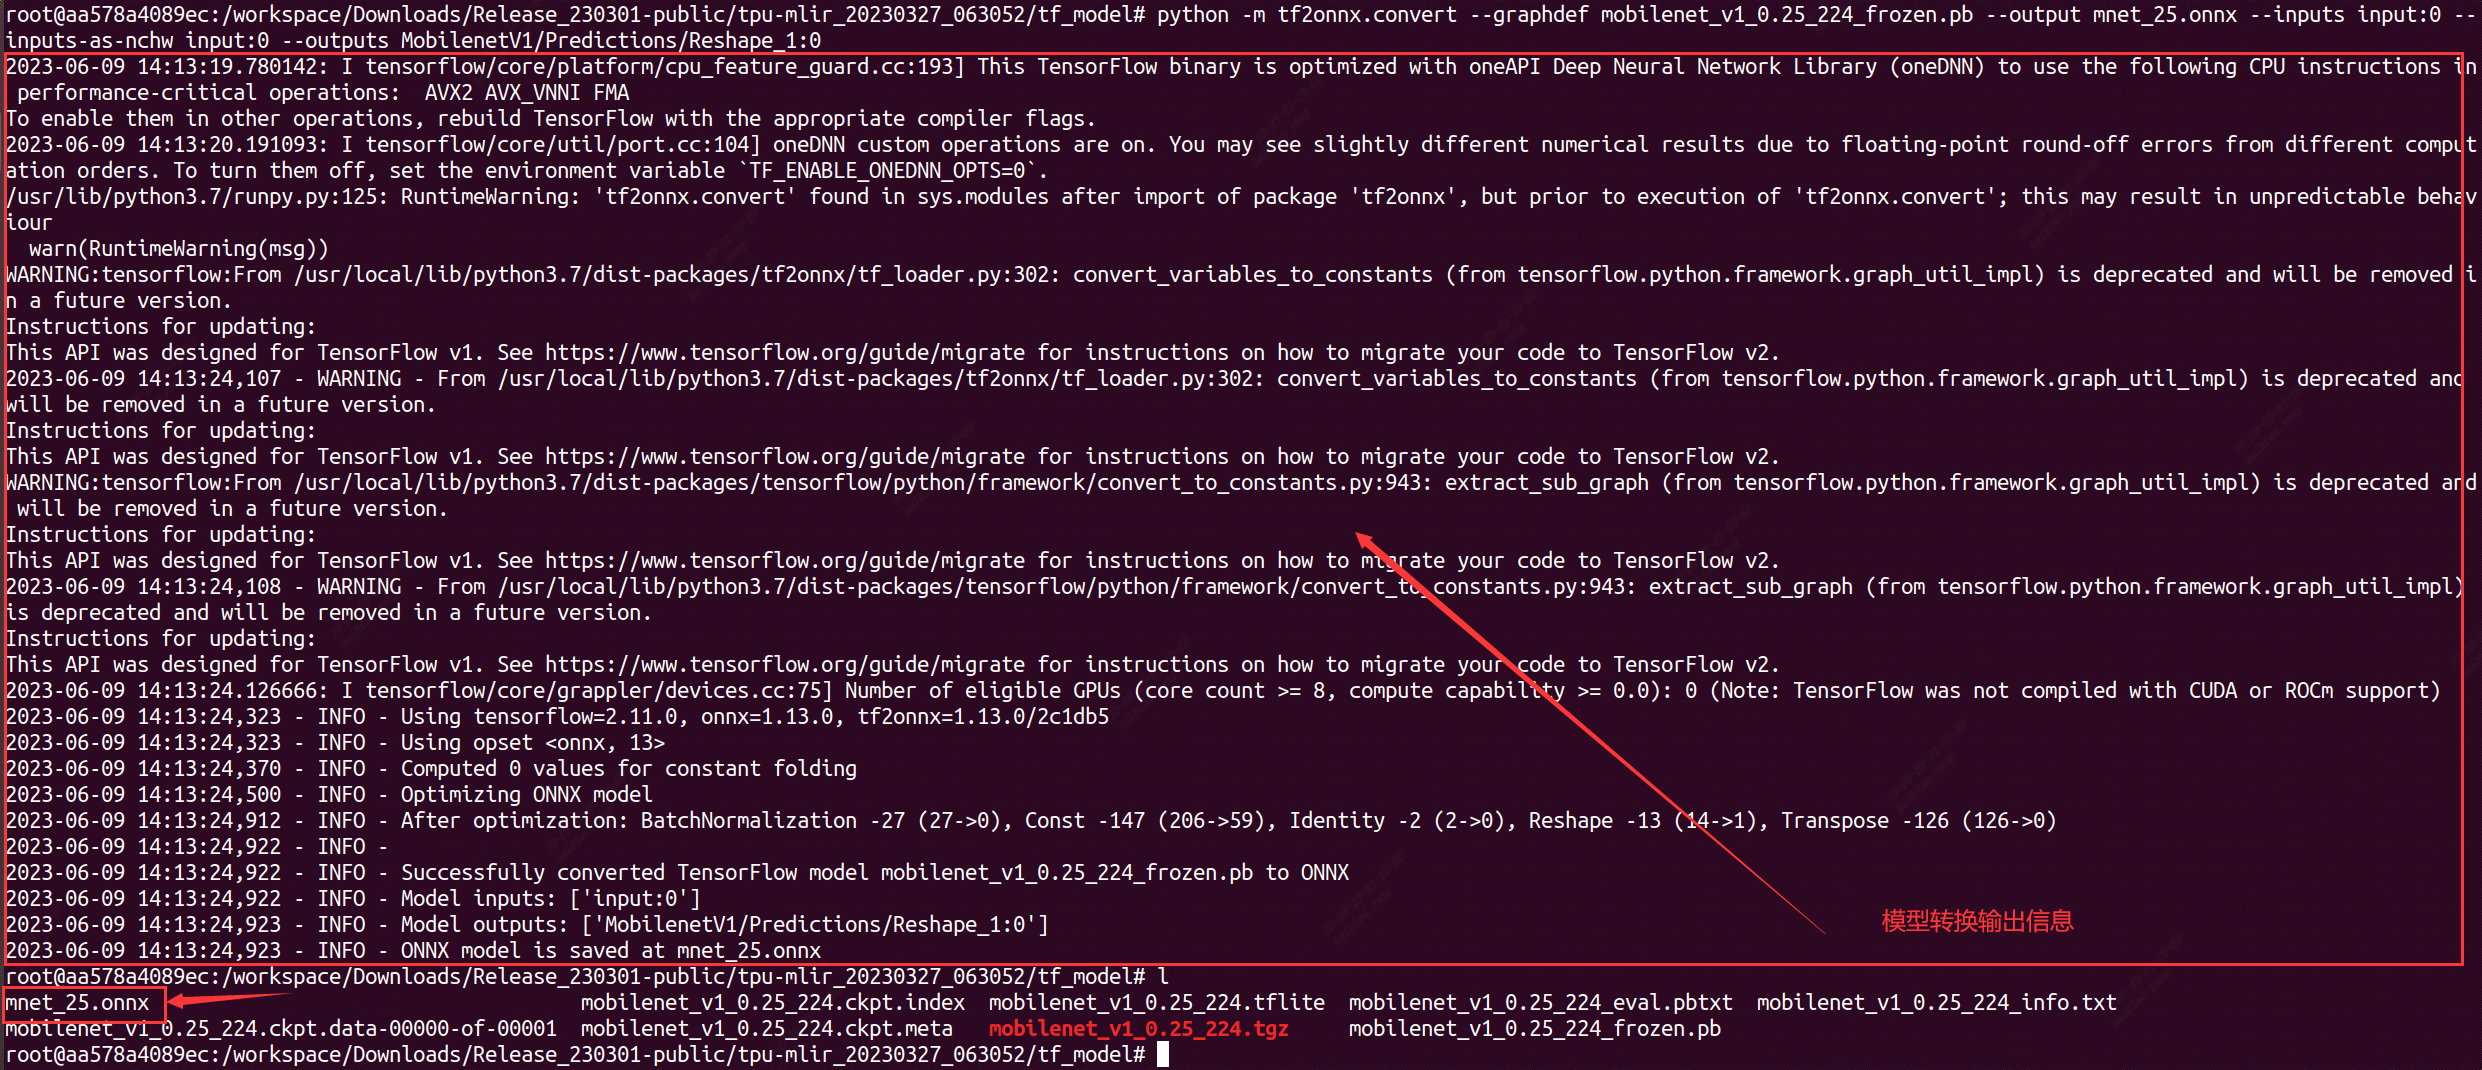 root@aa578a4089ec:/workspace/Downloads/Release_230301-public/tpu-mlir_20230327_063052/tf_model# python -m tf2onnx.convert --graphdef mobilenet_v1_0.25_224_frozen.pb --output mnet_25.onnx --inputs input:0 --
inputs-as-nchw input:0 --outputs MobilenetV1/Predictions/Reshape_1:0
2023-06-09 14:13:19.780142: I tensorflow/core/platform/cpu_feature_guard.cc:193] This TensorFlow binary is optimized with oneAPI Deep Neural Network Library (oneDNN) to use the following CPU instructions in
 performance-critical operations:  AVX2 AVX_VNNI FMA
To enable them in other operations, rebuild TensorFlow with the appropriate compiler flags.
2023-06-09 14:13:20.191093: I tensorflow/core/util/port.cc:104] oneDNN custom operations are on. You may see slightly different numerical results due to floating-point round-off errors from different comput
ation orders. To turn them off, set the environment variable `TF_ENABLE_ONEDNN_OPTS=0`.
/usr/lib/python3.7/runpy.py:125: RuntimeWarning: 'tf2onnx.convert' found in sys.modules after import of package 'tf2onnx', but prior to execution of 'tf2onnx.convert'; this may result in unpredictable behav
iour
  warn(RuntimeWarning(msg))
WARNING:tensorflow:From /usr/local/lib/python3.7/dist-packages/tf2onnx/tf_loader.py:302: convert_variables_to_constants (from tensorflow.python.framework.graph_util_impl) is deprecated and will be removed i
n a future version.
Instructions for updating:
This API was designed for TensorFlow v1. See https://www.tensorflow.org/guide/migrate for instructions on how to migrate your code to TensorFlow v2.
2023-06-09 14:13:24,107 - WARNING - From /usr/local/lib/python3.7/dist-packages/tf2onnx/tf_loader.py:302: convert_variables_to_constants (from tensorflow.python.framework.graph_util_impl) is deprecated and
will be removed in a future version.
Instructions for updating:
This API was designed for TensorFlow v1. See https://www.tensorflow.org/guide/migrate for instructions on how to migrate your code to TensorFlow v2.
WARNING:tensorflow:From /usr/local/lib/python3.7/dist-packages/tensorflow/python/framework/convert_to_constants.py:943: extract_sub_graph (from tensorflow.python.framework.graph_util_impl) is deprecated and
 will be removed in a future version.
Instructions for updating:
This API was designed for TensorFlow v1. See https://www.tensorflow.org/guide/migrate for instructions on how to migrate your code to TensorFlow v2.
2023-06-09 14:13:24,108 - WARNING - From /usr/local/lib/python3.7/dist-packages/tensorflow/python/framework/convert_to_constants.py:943: extract_sub_graph (from tensorflow.python.framework.graph_util_impl)
is deprecated and will be removed in a future version.
Instructions for updating:
This API was designed for TensorFlow v1. See https://www.tensorflow.org/guide/migrate for instructions on how to migrate your code to TensorFlow v2.
2023-06-09 14:13:24.126666: I tensorflow/core/grappler/devices.cc:75] Number of eligible GPUs (core count >= 8, compute capability >= 0.0): 0 (Note: TensorFlow was not compiled with CUDA or ROCm support)
2023-06-09 14:13:24,323 - INFO - Using tensorflow=2.11.0, onnx=1.13.0, tf2onnx=1.13.0/2c1db5
2023-06-09 14:13:24,323 - INFO - Using opset <onnx, 13>
2023-06-09 14:13:24,370 - INFO - Computed 0 values for constant folding
2023-06-09 14:13:24,500 - INFO - Optimizing ONNX model
2023-06-09 14:13:24,912 - INFO - After optimization: BatchNormalization -27 (27->0), Const -147 (206->59), Identity -2 (2->0), Reshape -13 (14->1), Transpose -126 (126->0)
2023-06-09 14:13:24,922 - INFO -
2023-06-09 14:13:24,922 - INFO - Successfully converted TensorFlow model mobilenet_v1_0.25_224_frozen.pb to ONNX
2023-06-09 14:13:24,922 - INFO - Model inputs: ['input:0']
2023-06-09 14:13:24,923 - INFO - Model outputs: ['MobilenetV1/Predictions/Reshape_1:0']
模型转换输出信息
2023-06-09 14:13:24,923 - INFO - ONNX model is saved at mnet_25.onnx
root@aa578a4089ec:/workspace/Downloads/Release_230301-public/tpu-mlir_20230327_063052/tf_model# l
mnet_25.onnx  mobilenet_v1_0.25_224.ckpt.index  mobilenet_v1_0.25_224.tflite  mobilenet_v1_0.25_224_eval.pbtxt  mobilenet_v1_0.25_224_info.txt
mobilenet_v1_0.25_224.ckpt.data-00000-of-00001  mobilenet_v1_0.25_224.ckpt.meta  mobilenet_v1_0.25_224.tgz  mobilenet_v1_0.25_224_frozen.pb
root@aa578a4089ec:/workspace/Downloads/Release_230301-public/tpu-mlir_20230327_063052/tf_model#